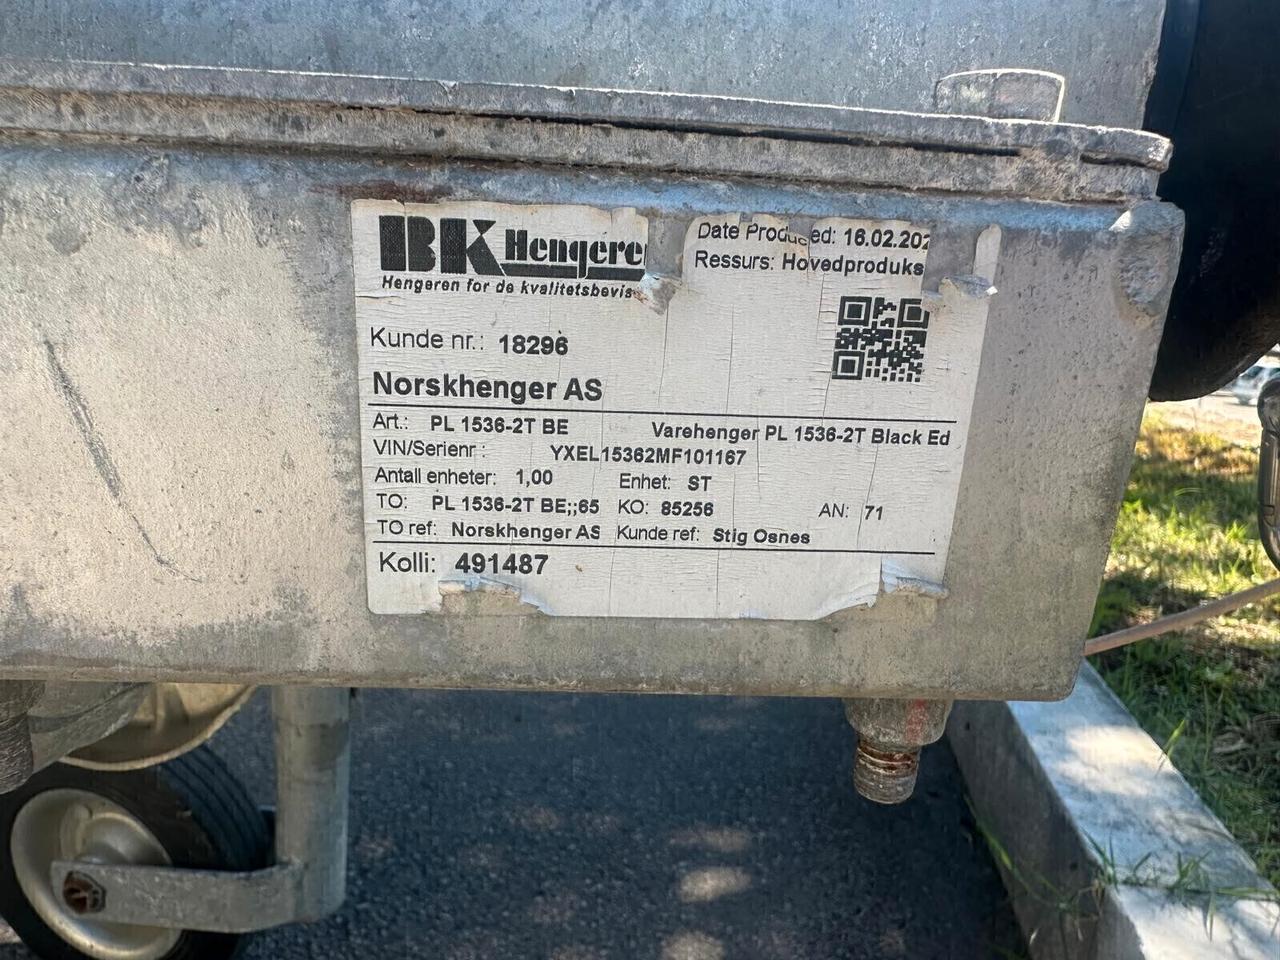 BK Hengere
Hengeren for de kvalitetsbevis
Date Produced: 16.02.202
Ressurs: Hovedproduks
Kunde nr.: 18296
Norskhenger AS
Art.: PL 1536-2T BE Varehenger PL 1536-2T Black Ed
VIN/Serienr: YXEL15362MF101167
Antall enheter: 1,00 Enhet: ST
TO: PL 1536-2T BE;;65 KO: 85256 AN: 71
TO ref: Norskhenger AS Kunde ref: Stig Osnes
Kolli: 491487